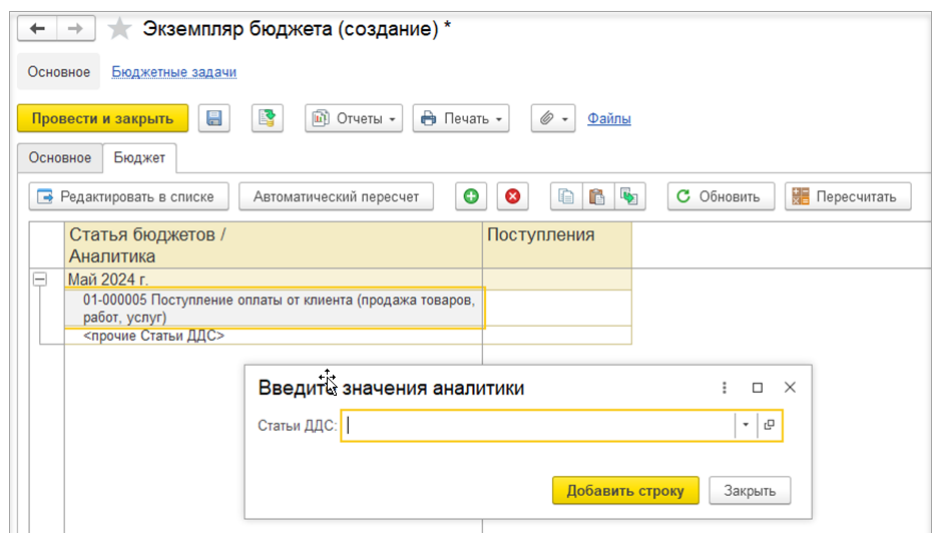 Экземпляр бюджета (создание) *
Основное Бюджетные задачи
Провести и закрыть Отчеты Печать Файлы
Основное Бюджет
Редактировать в списке Автоматический пересчет Обновить Пересчитать
Статья бюджетов / Поступления
Аналитика
Май 2024 г.
01-000005 Поступление оплаты от клиента (продажа товаров,
работ, услуг)
<прочие Статьи ДДС>
Введите значения аналитики
Статьи ДДС:
Добавить строку Закрыть